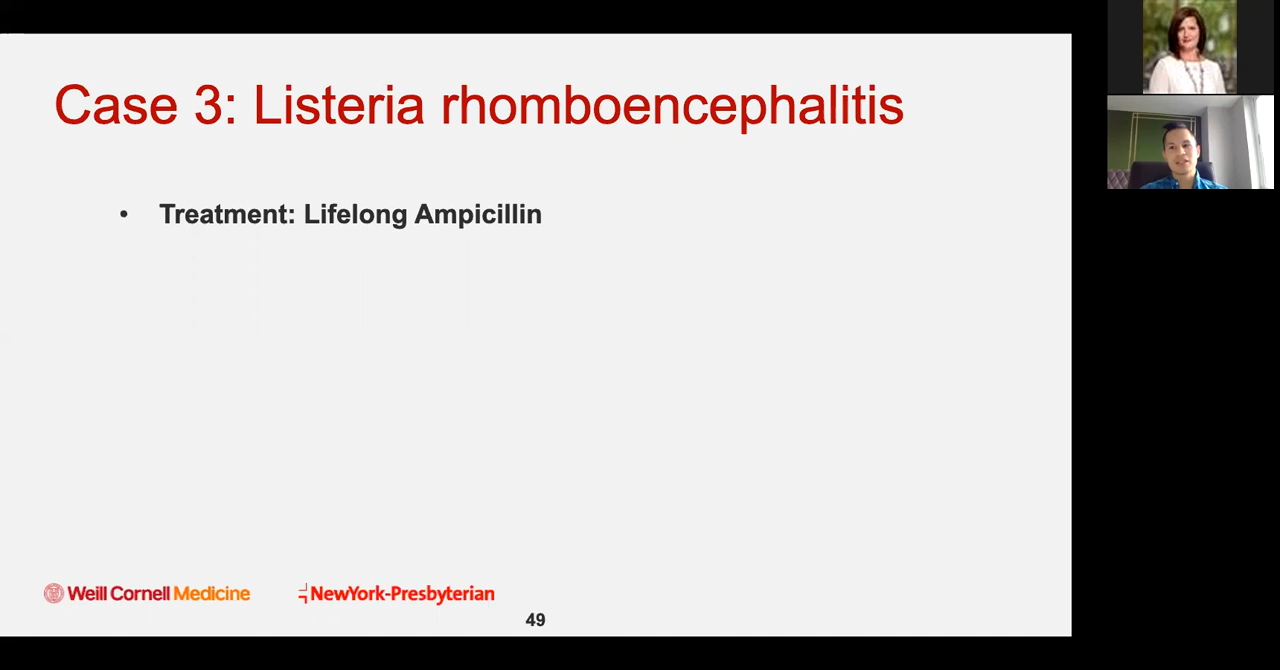 Case 3: Listeria rhomboencephalitis
• Treatment: Lifelong Ampicillin
Weill Cornell Medicine
NewYork-Presbyterian
49